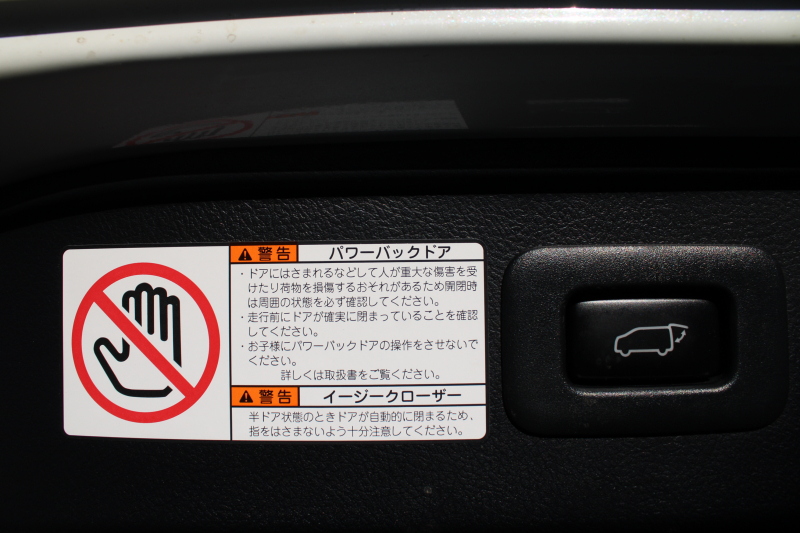 警告 パワーバックドア
・ドアにはさまれるなどして人が重大な傷害を受
けたり荷物を損傷するおそれがあるため開閉時
は周囲の状態を必ず確認してください。
・走行前にドアが確実に閉まっていることを確認
してください。
・お子様にパワーバックドアの操作をさせないで
ください。
詳しくは取扱書をご覧ください。
警告 イージークローザー
半ドア状態のときドアが自動的に閉まるため、
指をはさまないよう十分注意してください。